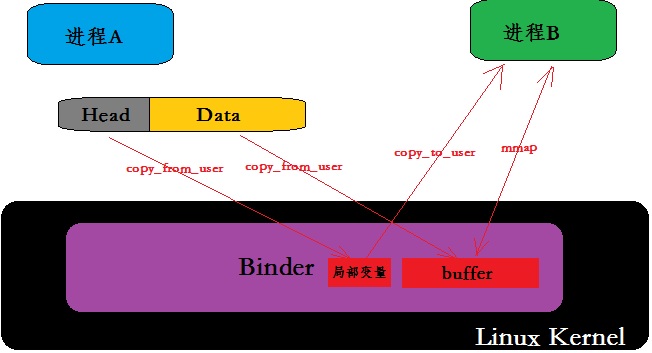 进程A
进程B
Head
Data
copy_from_user
copy_from_user
copy_to_user
mmap
Binder
局部变量
buffer
Linux Kernel